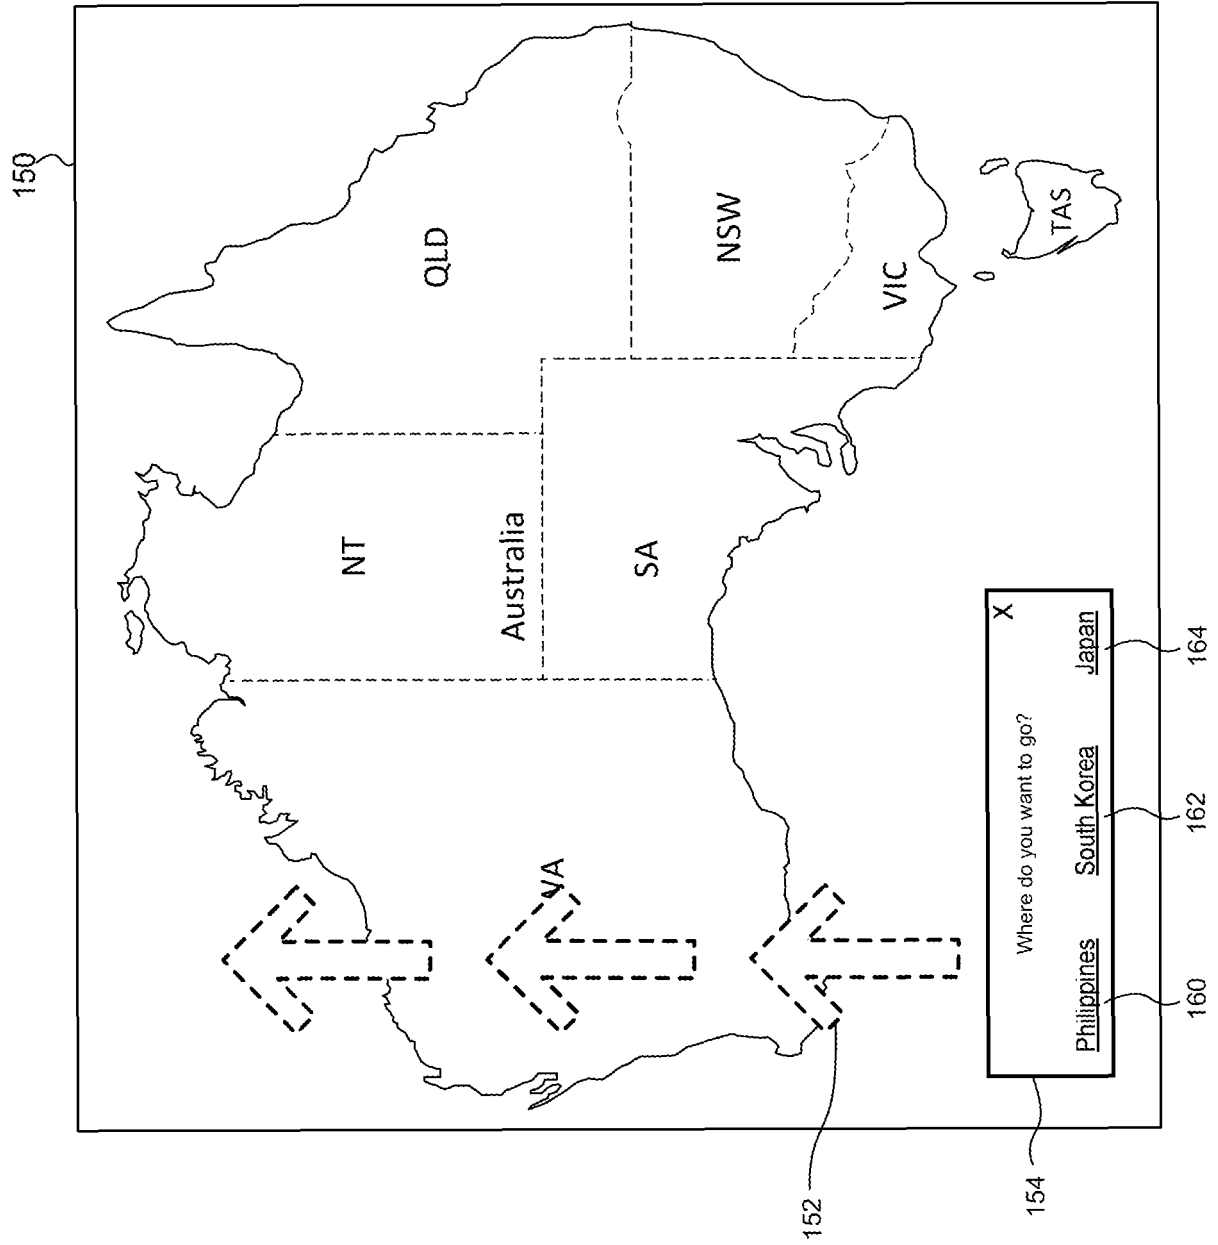 150
NT
QLD
Australia
WA
SA
NSW
VIC
TAS
152
X
Where do you want to go?
154
Philippines South Korea Japan
160 162 164